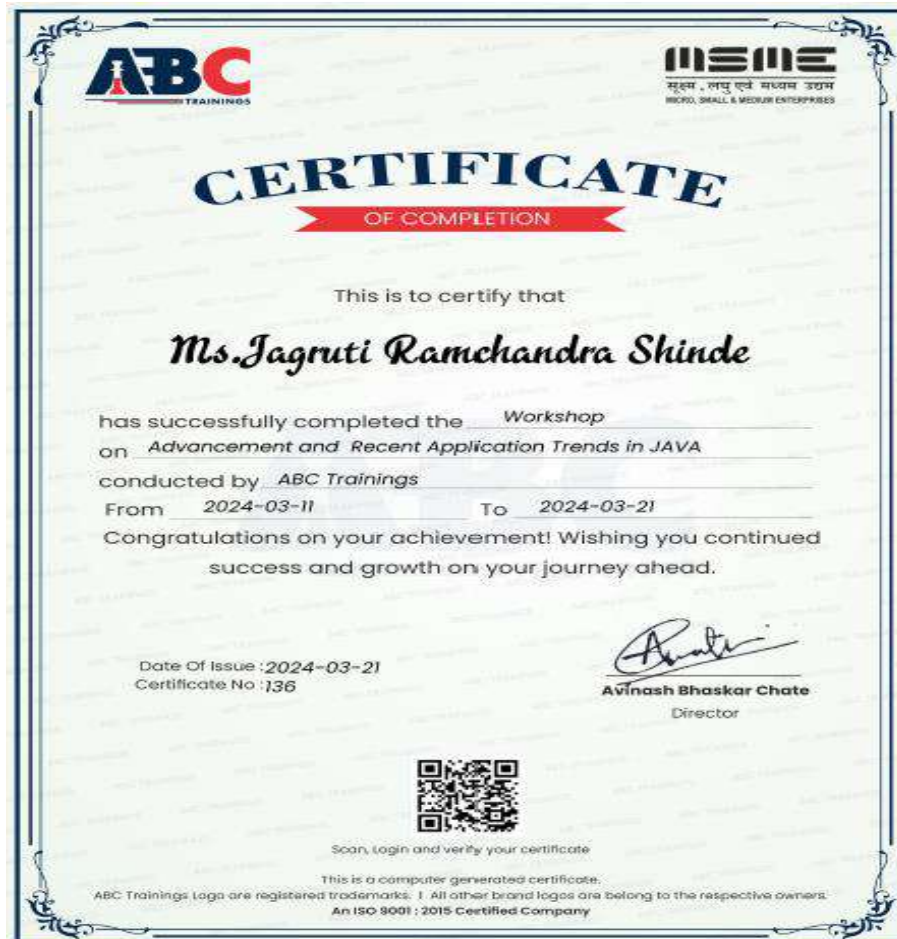 ABC
TRAININGS
MSME
सूक्ष्म, लघु एवं मध्यम उद्यम
MICRO, SMALL & MEDIUM ENTERPRISES
CERTIFICATE
OF COMPLETION
This is to certify that
Ms.Jagruti Ramchandra Shinde
has successfully completed the Workshop
on Advancement and Recent Application Trends in JAVA
conducted by ABC Trainings
From 2024-03-11 To 2024-03-21
Congratulations on your achievement! Wishing you continued
success and growth on your journey ahead.
Date Of Issue :2024-03-21
Certificate No :136
Avinash Bhaskar Chate
Director
Scan, Login and verify your certificate
This is a computer generated certificate.
ABC Trainings Logo are registered trademarks. I All other brand logos are belong to the respective owners.
An ISO 9001 : 2015 Certified Company